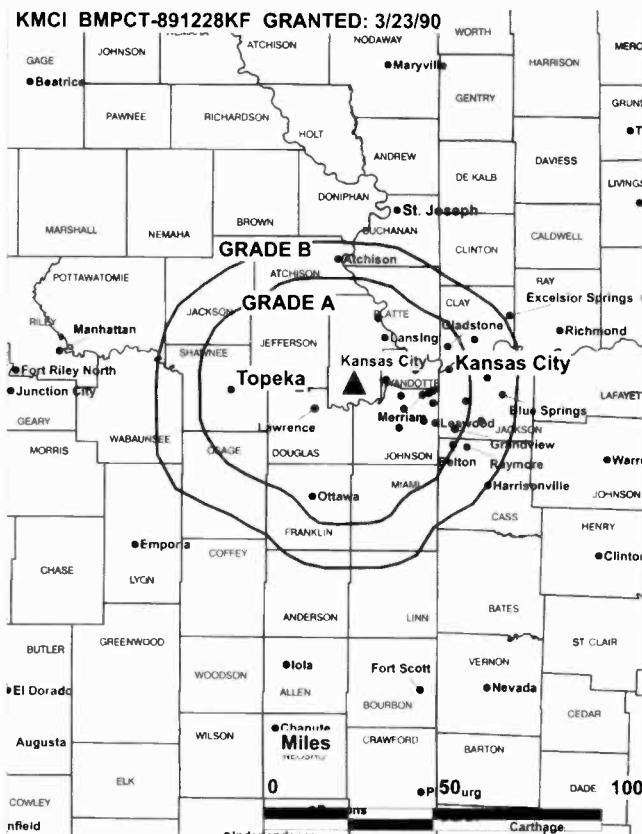 KMCI BMPCT-891228KF GRANTED: 3/23/90
NODAWAY
WORTH
GAGE
JOHNSON
ATCHISON
MERC
HARRISON
Maryville
Beatrice
GENTRY
PAWNEE
RICHARDSON
HOLT
GRUN
ANDREW
DAVIESS
DE KALB
LIVINGS
DONIPHAN
St. Joseph
BUCHANAN
BROWN
MARSHALL
NEMAHA
CLINTON
CALDWELL
GRADE B
Atchison
POTTAWATOMIE
ATCHISON
RAY
CLAY
Excelsior Springs
GRADE A
JACKSON
PLATTE
RILEY
Manhattan
Gladstone
Richmond
JEFFERSON
Lansing
SHAWNEE
Kansas City
Kansas City
Fort Riley North
Topeka
WYANDOTTE
Junction City
Blue Springs
LAFAYET
GEARY
Lawrence
Merriam
Leawood
JACKSON
WABAUNSEE
Grandview
MORRIS
OSAGE
DOUGLAS
JOHNSON
Belton
Raymore
Warre
MIAMI
Harrisonville
JOHNSON
Ottawa
CASS
FRANKLIN
HENRY
Emporia
COFFEY
Clinton
CHASE
LYON
BATES
ANDERSON
LINN
GREENWOOD
ST CLAIR
BUTLER
Iola
Fort Scott
VERNON
WOODSON
El Dorado
ALLEN
Nevada
BOURBON
CEDAR
Chanute
WILSON
CRAWFORD
Augusta
Miles
BARTON
ELK
0 50 100
DADE
COWLEY
nfield
Carthage